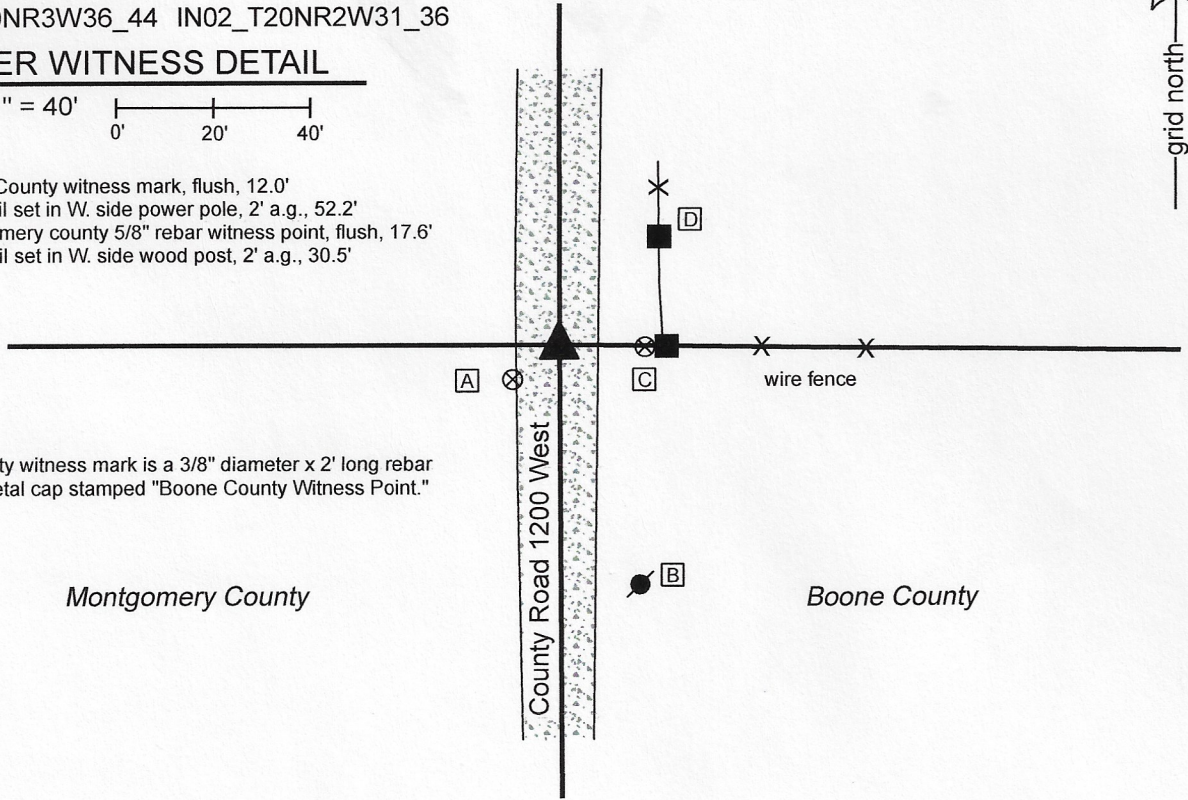 NR3W36_44 IN02_T20NR2W31_36
ER WITNESS DETAIL
" = 40'
0' 20' 40'
County witness mark, flush, 12.0'
il set in W. side power pole, 2' a.g., 52.2'
mery county 5/8" rebar witness point, flush, 17.6'
il set in W. side wood post, 2' a.g., 30.5'
grid north
D
A
C
wire fence
ty witness mark is a 3/8" diameter x 2' long rebar
etal cap stamped "Boone County Witness Point."
County Road 1200 West
B
Montgomery County
Boone County